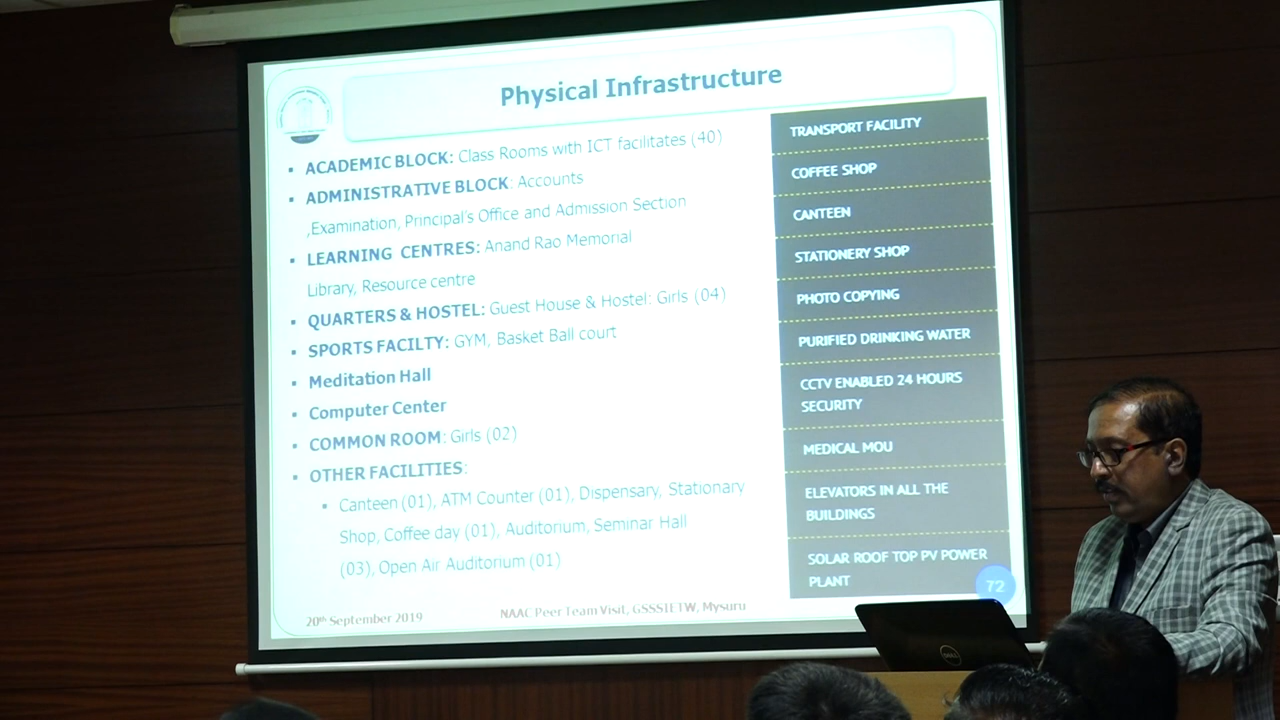 Physical Infrastructure
ACADEMIC BLOCK: Class Rooms with ICT facilitates (40)
ADMINISTRATIVE BLOCK: Accounts
,Examination, Principal's Office and Admission Section
LEARNING CENTRES: Anand Rao Memorial
Library, Resource centre
QUARTERS & HOSTEL: Guest House & Hostel: Girls (04)
SPORTS FACILTY: GYM, Basket Ball court
Meditation Hall
Computer Center
COMMON ROOM: Girls (02)
OTHER FACILITIES:
Canteen (01), ATM Counter (01), Dispensary, Stationary
Shop, Coffee day (01), Auditorium, Seminar Hall
(03), Open Air Auditorium (01)
TRANSPORT FACILITY
COFFEE SHOP
CANTEEN
STATIONERY SHOP
PHOTO COPYING
PURIFIED DRINKING WATER
CCTV ENABLED 24 HOURS
SECURITY
MEDICAL MOU
ELEVATORS IN ALL THE
BUILDINGS
SOLAR ROOF TOP PV POWER
PLANT
20th September 2019
NAAC Peer Team Visit, GSSSIETW, Mysuru
72
DELL